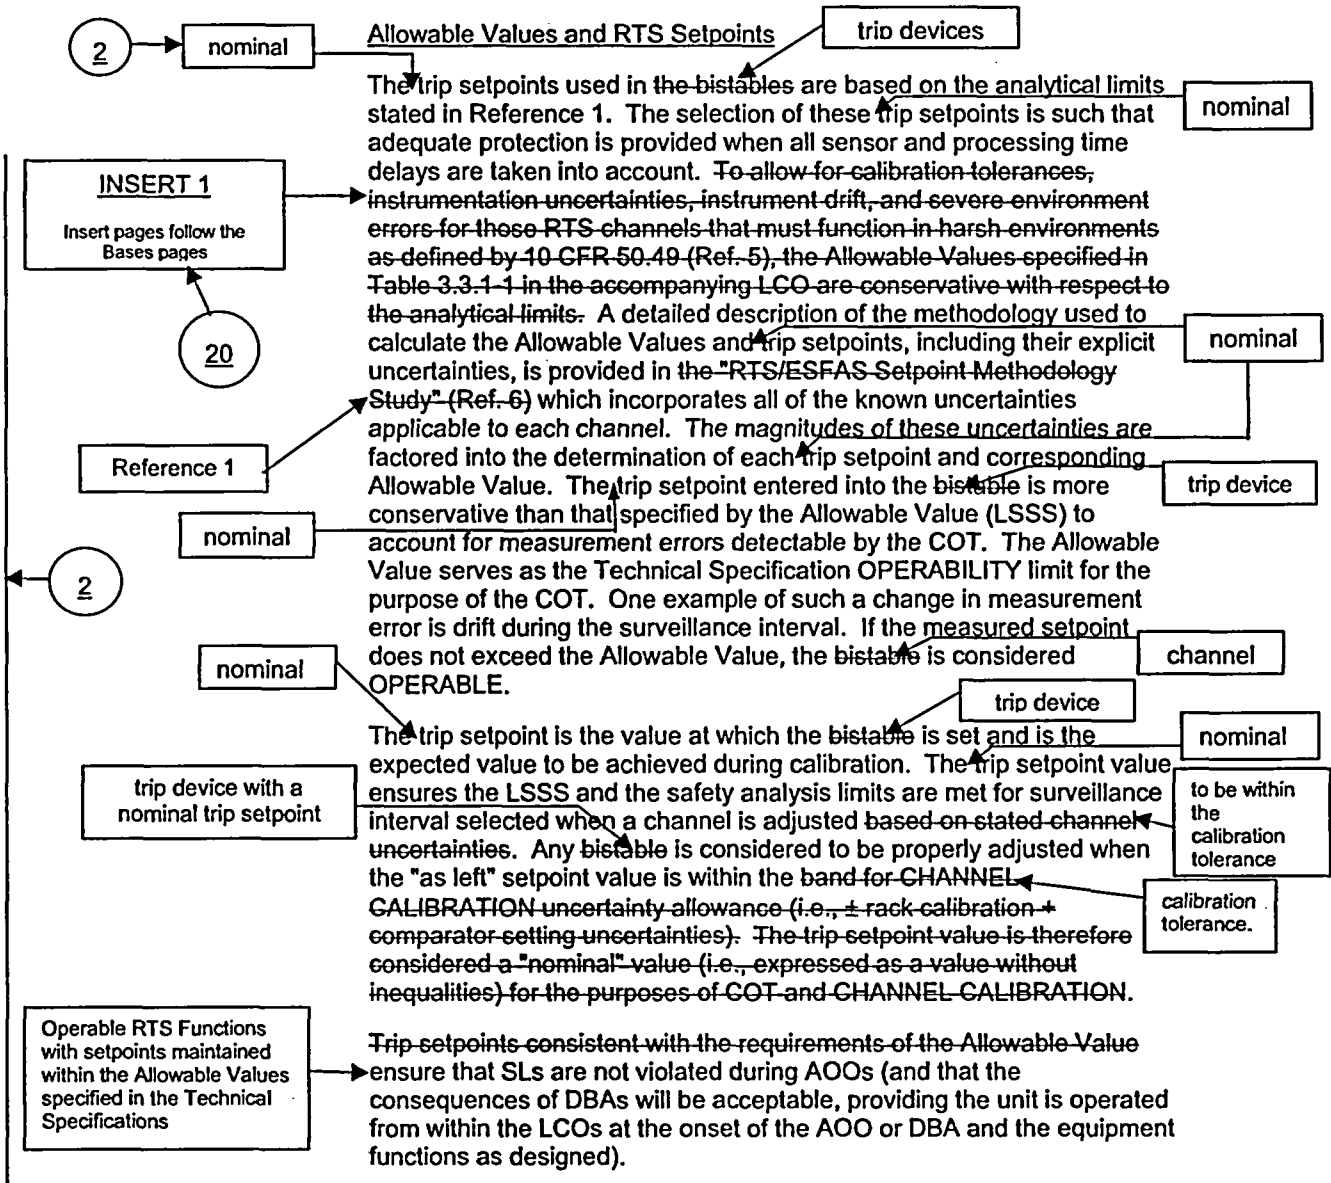 2
nominal
Allowable Values and RTS Setpoints
trip devices
The trip setpoints used in the bistables are based on the analytical limits
nominal
stated in Reference 1. The selection of these trip setpoints is such that
adequate protection is provided when all sensor and processing time
delays are taken into account. To allow for calibration tolerances,
INSERT 1
Insert pages follow the
Bases pages
instrumentation uncertainties, instrument drift, and severe environment
errors for those RTS channels that must function in harsh environments
as defined by 10 CFR 50.49 (Ref. 5), the Allowable Values specified in
Table 3.3.1-1 in the accompanying LCO are conservative with respect to
the analytical limits. A detailed description of the methodology used to
20
calculate the Allowable Values and trip setpoints, including their explicit
nominal
uncertainties, is provided in the "RTS/ESFAS Setpoint Methodology
Study" (Ref. 6) which incorporates all of the known uncertainties
applicable to each channel. The magnitudes of these uncertainties are
Reference 1
factored into the determination of each trip setpoint and corresponding
Allowable Value. The trip setpoint entered into the bistable is more
trip device
conservative than that specified by the Allowable Value (LSSS) to
nominal
account for measurement errors detectable by the COT. The Allowable
Value serves as the Technical Specification OPERABILITY limit for the
2
purpose of the COT. One example of such a change in measurement
error is drift during the surveillance interval. If the measured setpoint
does not exceed the Allowable Value, the bistable is considered
channel
nominal
OPERABLE.
trip device
The trip setpoint is the value at which the bistable is set and is the
nominal
expected value to be achieved during calibration. The trip setpoint value
trip device with a
nominal trip setpoint
ensures the LSSS and the safety analysis limits are met for surveillance
interval selected when a channel is adjusted based on stated channel
to be within
the
calibration
tolerance
uncertainties. Any bistable is considered to be properly adjusted when
the "as left" setpoint value is within the band for CHANNEL
CALIBRATION uncertainty allowance (i.e., ± rack calibration +
calibration
tolerance.
comparator setting uncertainties). The trip setpoint value is therefore
considered a "nominal" value (i.e., expressed as a value without
inequalities) for the purposes of COT and CHANNEL CALIBRATION.
Operable RTS Functions
with setpoints maintained
within the Allowable Values
specified in the Technical
Specifications
Trip setpoints consistent with the requirements of the Allowable Value
ensure that SLs are not violated during AOOs (and that the
consequences of DBAs will be acceptable, providing the unit is operated
from within the LCOs at the onset of the AOO or DBA and the equipment
functions as designed).